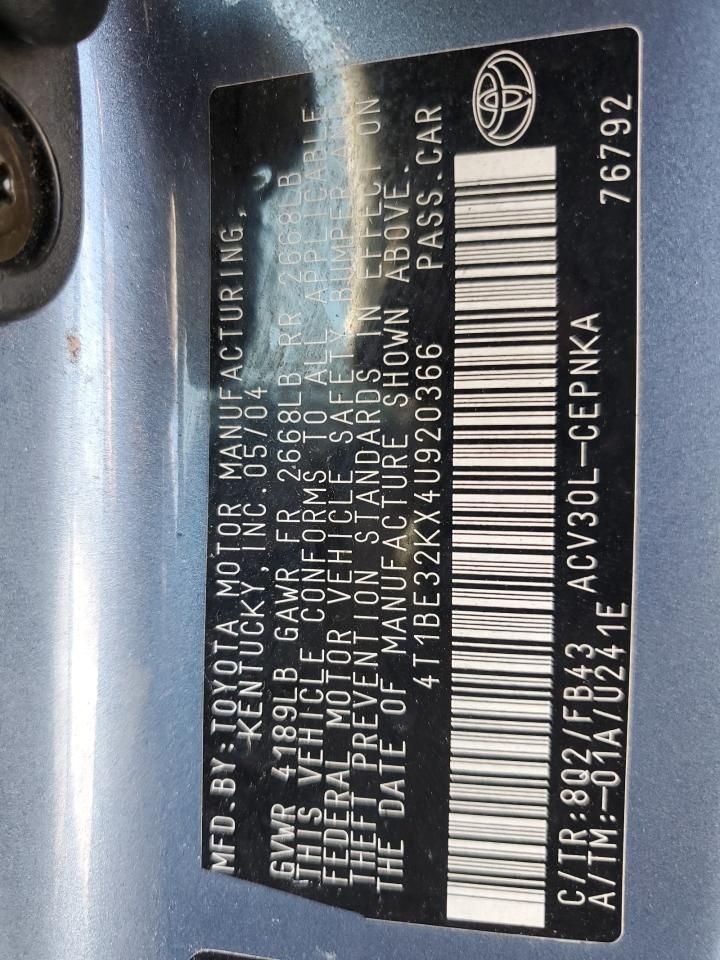 MFD.BY:TOYOTA MOTOR MANUFACTURING,
KENTUCKY,INC.05/04
GVWR 4189LB GAWR FR 2668LB RR 2668LB
THIS VEHICLE CONFORMS TO ALL APPLICABLE
FEDERAL MOTOR VEHICLE SAFETY, BUMPER AND
THEFT PREVENTION STANDARDS IN EFFECT ON
THE DATE OF MANUFACTURE SHOWN ABOVE.
4T1BE32KX4U920366 PASS.CAR
C/TR:8Q2/FB43 ACV30L-CEPNKA
A/TM:-01A/U241E 76792